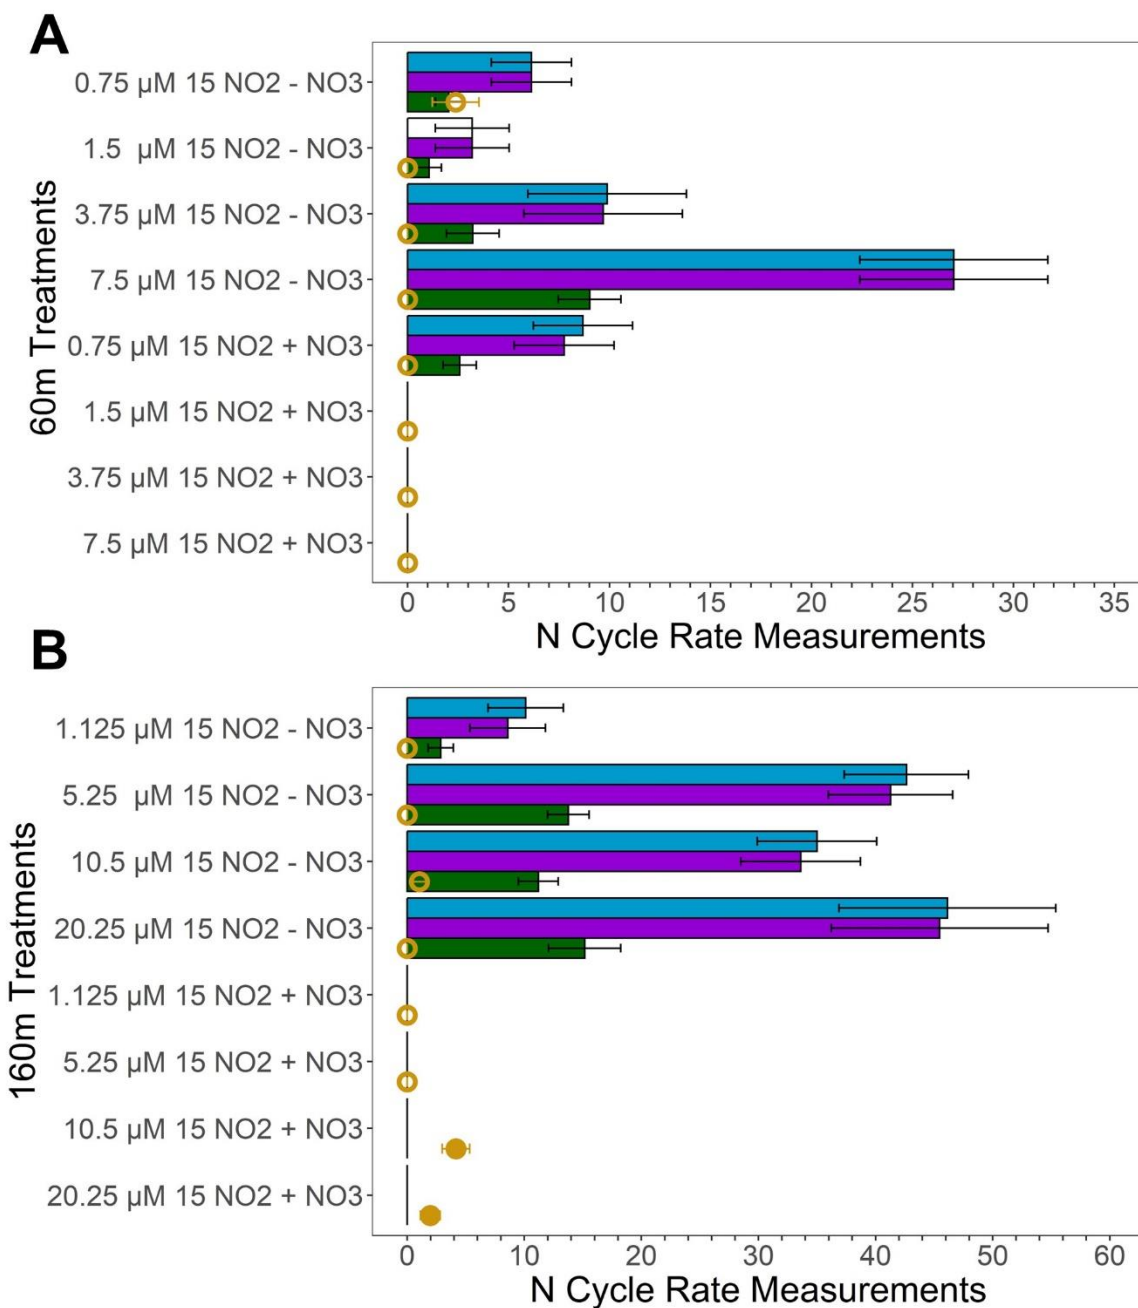 A
60m Treatments
0.75 µM 15 NO2 - NO3
1.5  µM 15 NO2 - NO3
3.75 µM 15 NO2 - NO3
7.5 µM 15 NO2 - NO3
0.75 µM 15 NO2 + NO3
1.5 µM 15 NO2 + NO3
3.75 µM 15 NO2 + NO3
7.5 µM 15 NO2 + NO3
0 5 10 15 20 25 30 35
N Cycle Rate Measurements
B
160m Treatments
1.125 µM 15 NO2 - NO3
5.25  µM 15 NO2 - NO3
10.5 µM 15 NO2 - NO3
20.25 µM 15 NO2 - NO3
1.125 µM 15 NO2 + NO3
5.25 µM 15 NO2 + NO3
10.5 µM 15 NO2 + NO3
20.25 µM 15 NO2 + NO3
0 10 20 30 40 50 60
N Cycle Rate Measurements